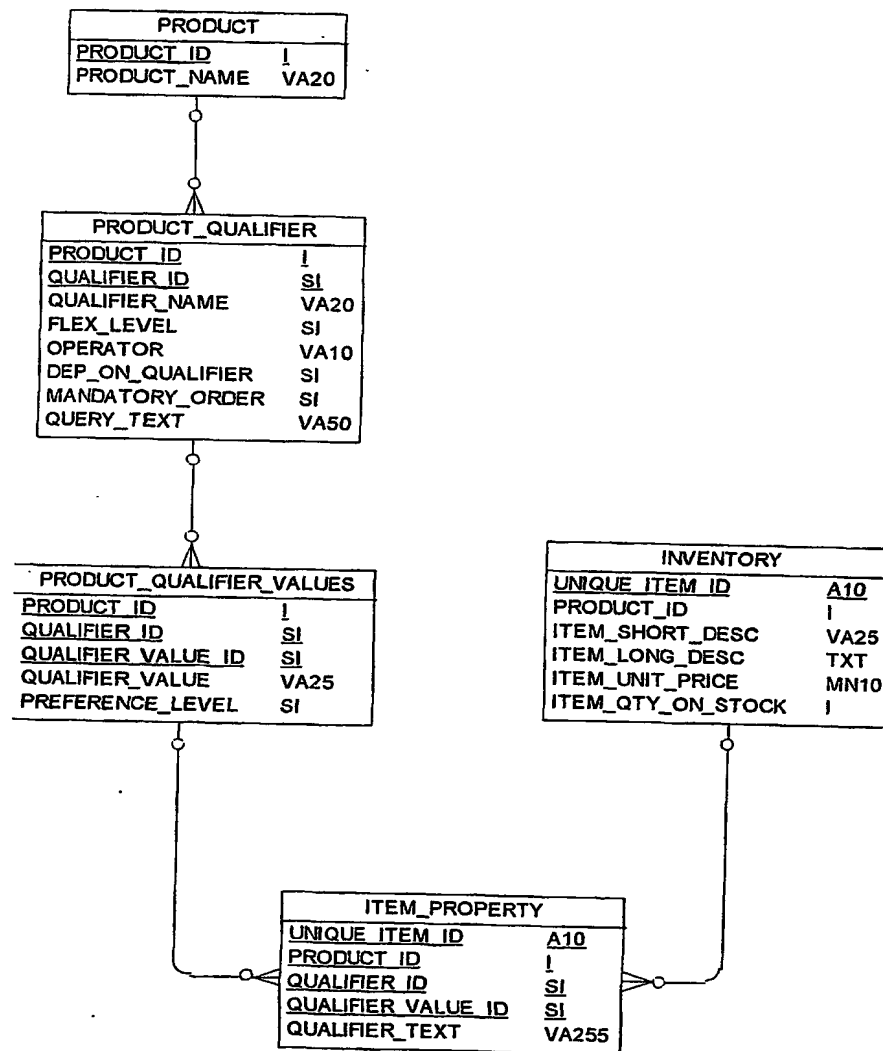 PRODUCT
PRODUCT_ID I
PRODUCT_NAME VA20
PRODUCT_QUALIFIER
PRODUCT_ID I
QUALIFIER_ID SI
QUALIFIER_NAME VA20
FLEX_LEVEL SI
OPERATOR VA10
DEP_ON_QUALIFIER SI
MANDATORY_ORDER SI
QUERY_TEXT VA50
PRODUCT_QUALIFIER_VALUES
PRODUCT_ID I
QUALIFIER_ID SI
QUALIFIER_VALUE_ID SI
QUALIFIER_VALUE VA25
PREFERENCE_LEVEL SI
INVENTORY
UNIQUE_ITEM_ID A10
PRODUCT_ID I
ITEM_SHORT_DESC VA25
ITEM_LONG_DESC TXT
ITEM_UNIT_PRICE MN10
ITEM_QTY_ON_STOCK I
ITEM_PROPERTY
UNIQUE_ITEM_ID A10
PRODUCT_ID I
QUALIFIER_ID SI
QUALIFIER_VALUE_ID SI
QUALIFIER_TEXT VA255